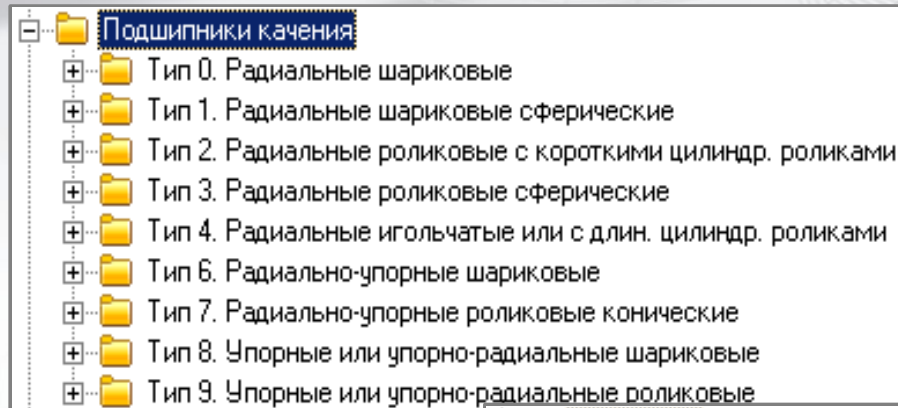 Подшипники качения
Тип 0. Радиальные шариковые
Тип 1. Радиальные шариковые сферические
Тип 2. Радиальные роликовые с короткими цилиндр. роликами
Тип 3. Радиальные роликовые сферические
Тип 4. Радиальные игольчатые или с длин. цилиндр. роликами
Тип 6. Радиально-упорные шариковые
Тип 7. Радиально-упорные роликовые конические
Тип 8. Упорные или упорно-радиальные шариковые
Тип 9. Упорные или упорно-радиальные роликовые